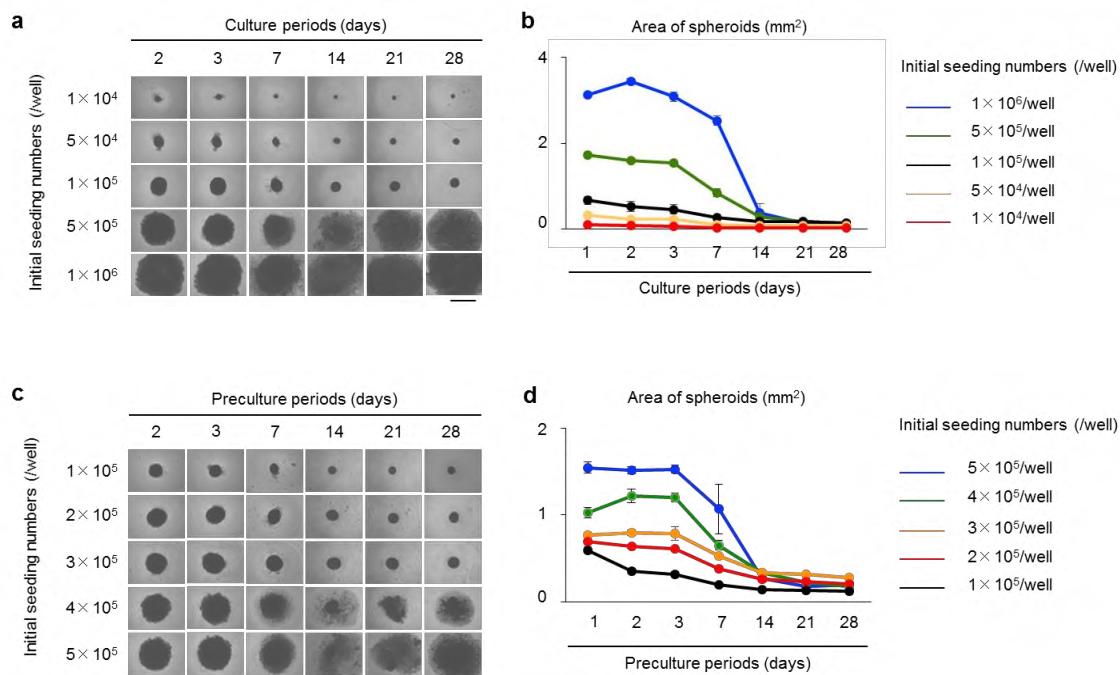 a
Culture periods (days)
2 3 7 14 21 28
Initial seeding numbers (/well)
1×10⁴
5×10⁴
1×10⁵
5×10⁵
1×10⁶
b
Area of spheroids (mm²)
4
2
0
1 2 3 7 14 21 28
Culture periods (days)
Initial seeding numbers (/well)
1×10⁶/well
5×10⁵/well
1×10⁵/well
5×10⁴/well
1×10⁴/well
c
Preculture periods (days)
2 3 7 14 21 28
Initial seeding numbers (/well)
1×10⁵
2×10⁵
3×10⁵
4×10⁵
5×10⁵
d
Area of spheroids (mm²)
2
1
0
1 2 3 7 14 21 28
Preculture periods (days)
Initial seeding numbers (/well)
5×10⁵/well
4×10⁵/well
3×10⁵/well
2×10⁵/well
1×10⁵/well